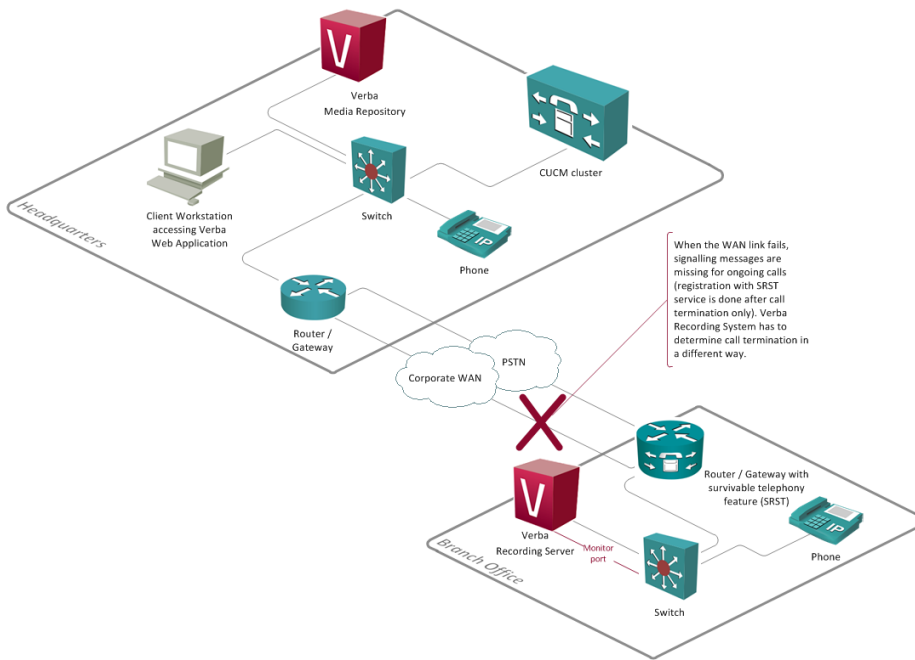 Verba
Media Repository
CUCM cluster
Client Workstation
accessing Verba
Web Application
Switch
IP
Phone
Headquarters
Router /
Gateway
When the WAN link fails,
signalling messages are
missing for ongoing calls
(registration with SRST
service is done after call
termination only). Verba
Recording System has to
determine call termination in
a different way.
PSTN
Corporate WAN
Router / Gateway with
survivable telephony
feature (SRST)
Verba
Recording Server
Monitor
port
IP
Phone
Switch
Branch Office